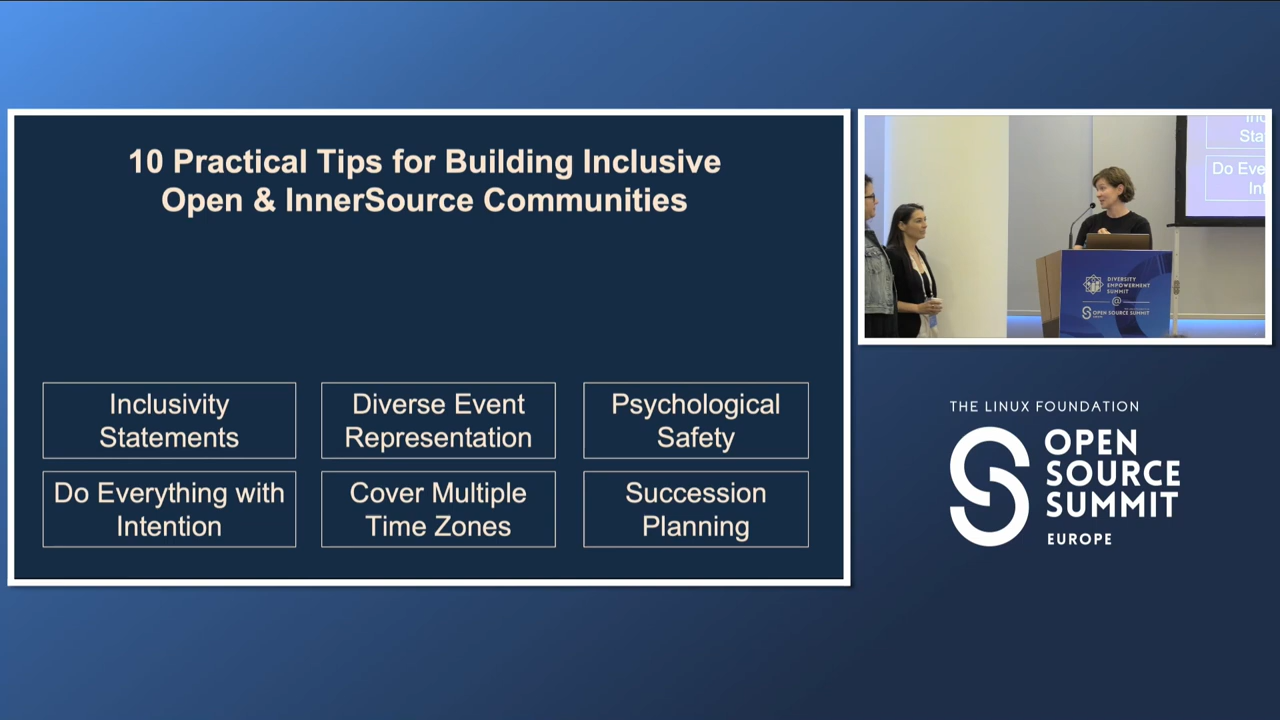 10 Practical Tips for Building Inclusive
Open & InnerSource Communities
Inclusivity
Statements
Diverse Event
Representation
Psychological
Safety
Do Everything with
Intention
Cover Multiple
Time Zones
Succession
Planning
Sta
Do Eve
Int
DIVERSITY
EMPOWERMENT
SUMMIT
@
OPEN SOURCE SUMMIT
THE LINUX FOUNDATION
OPEN
SOURCE
SUMMIT
EUROPE